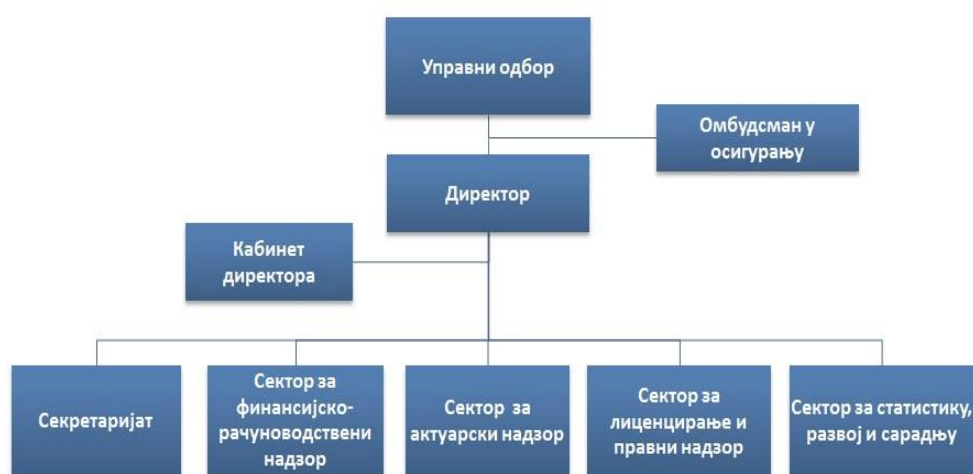 Управни одбор
Омбудсман у
осигурању
Директор
Кабинет
директора
Секретаријат
Сектор за
финансијско-
рачуноводствени
надзор
Сектор за
актуарски надзор
Сектор за
лиценцирање и
правни надзор
Сектор за статистику,
развој и сарадњу